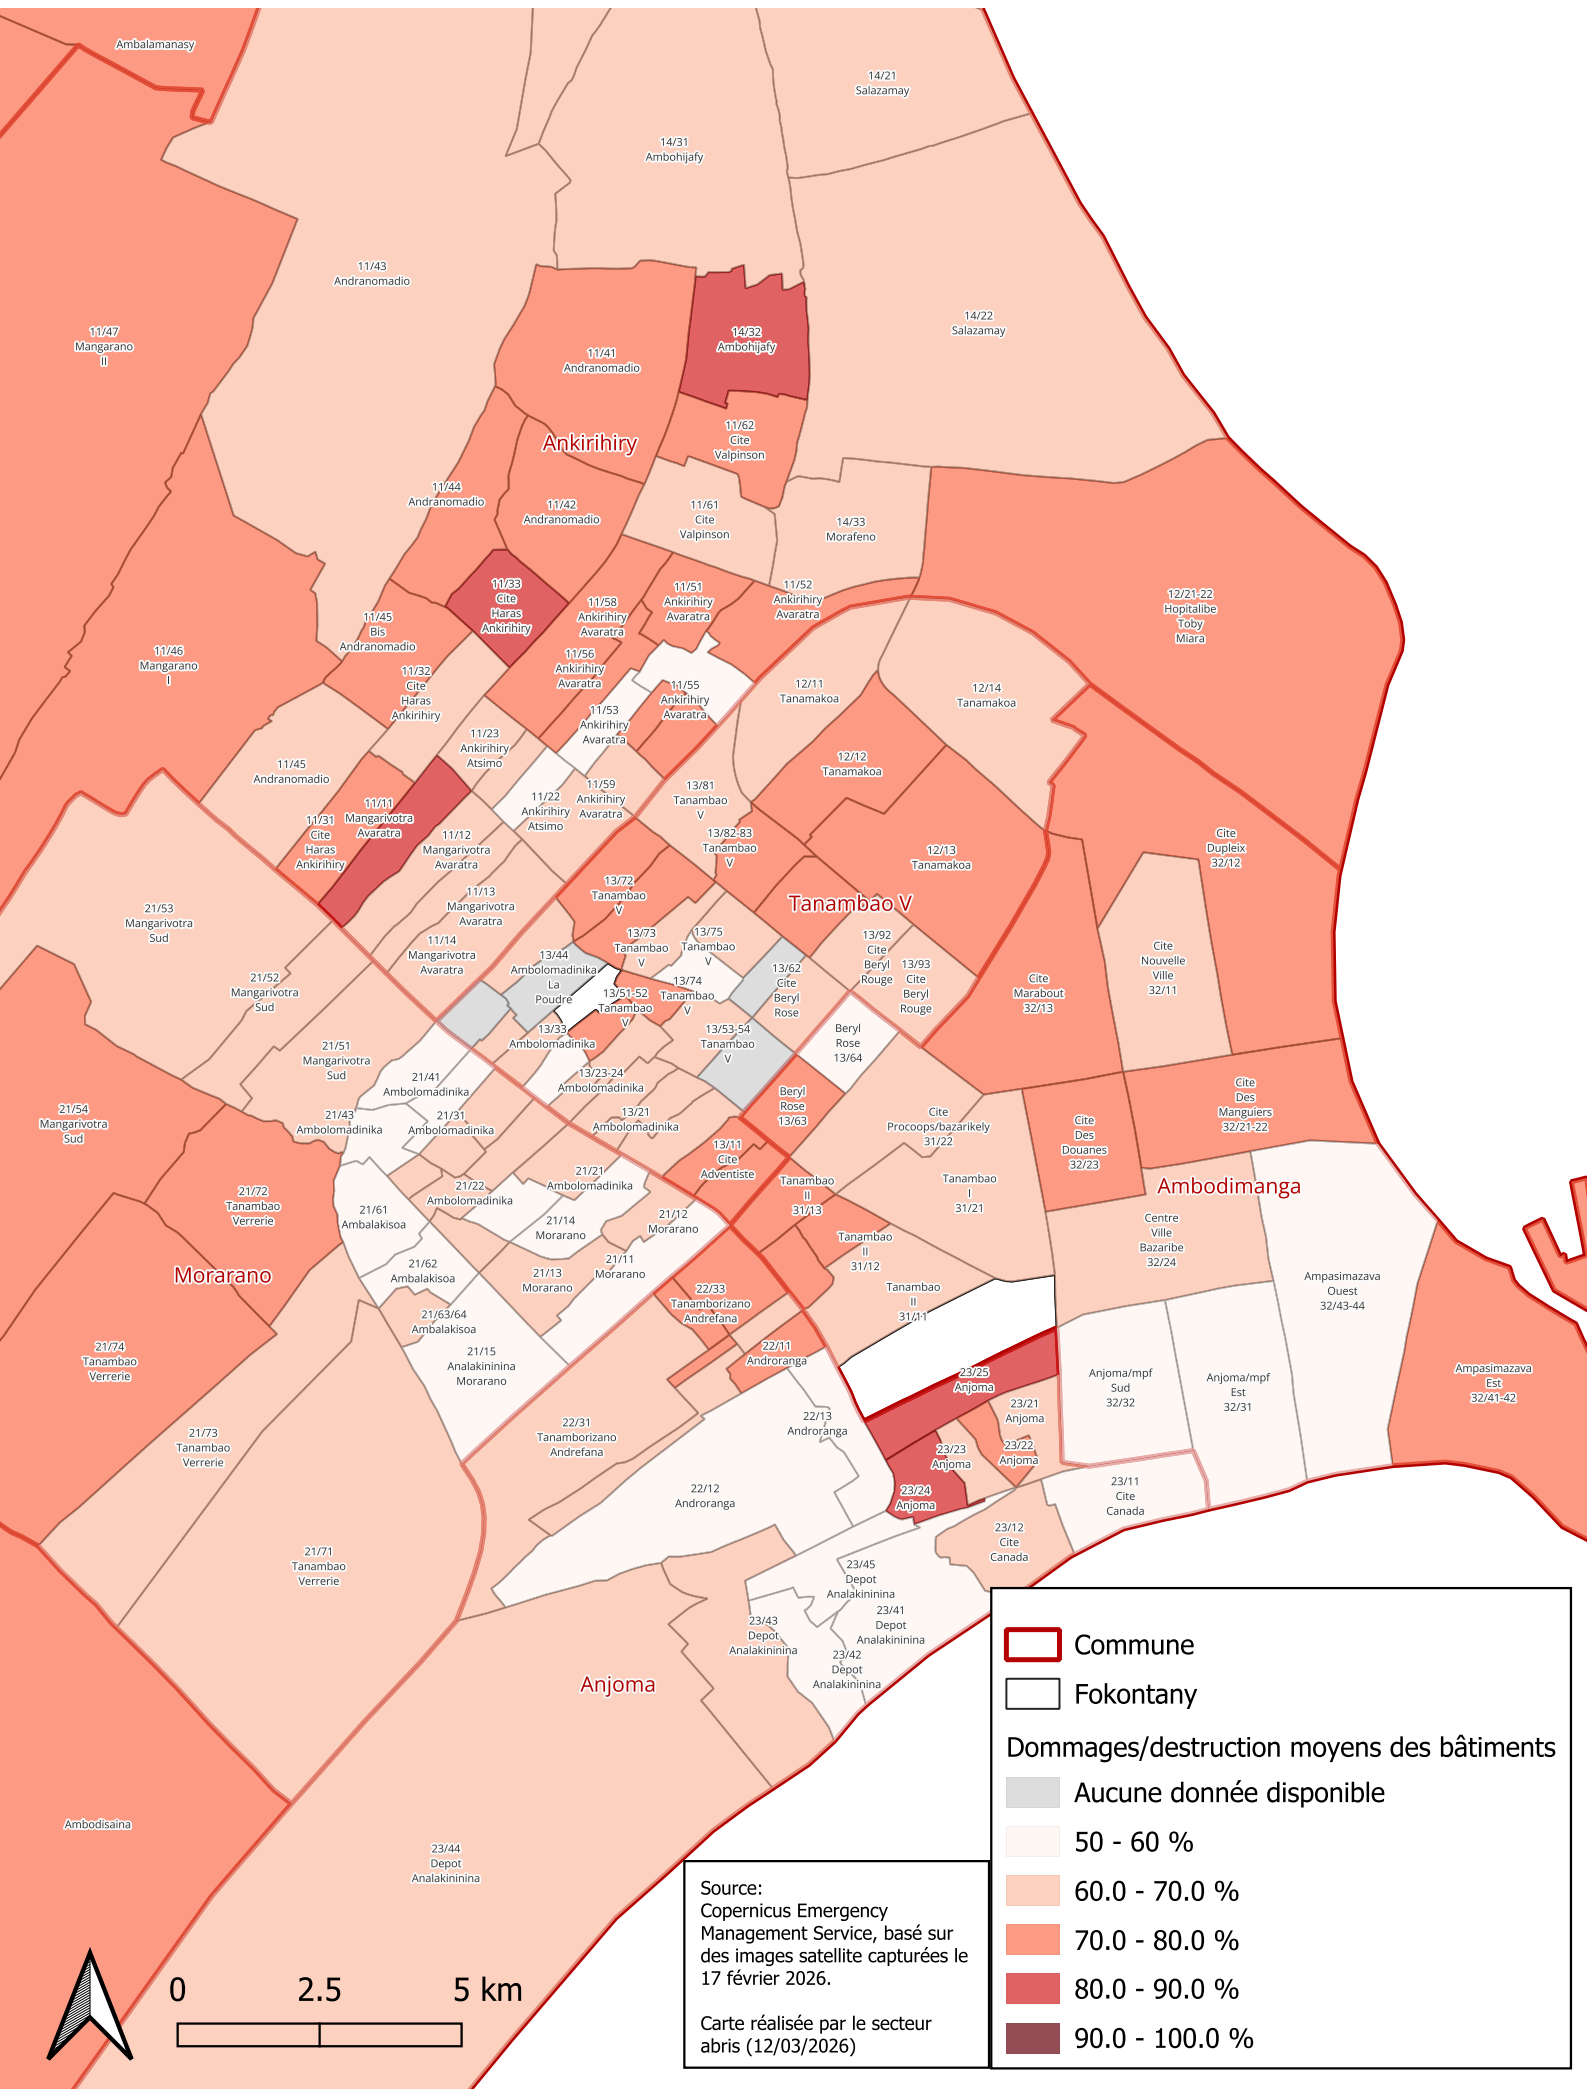 Ambalamanasy
14/21
Salazamay
14/31
Ambohijafy
11/43
Andranomadio
14/22
Salazamay
11/47
Mangarano
II
14/32
Ambohijafy
11/41
Andranomadio
11/62
Cite
Valpinson
Ankirihiry
11/44
Andranomadio
11/42
Andranomadio
11/61
Cite
Valpinson
14/33
Morafeno
11/33
Cite
Haras
Ankirihiry
11/58
Ankirihiry
Avaratra
11/51
Ankirihiry
Avaratra
11/52
Ankirihiry
Avaratra
12/21-22
Hopitalibe
Toby
Miara
11/45
Bis
Andranomadio
11/46
Mangarano
I
11/32
Cite
Haras
Ankirihiry
11/56
Ankirihiry
Avaratra
11/55
Ankirihiry
Avaratra
12/11
Tanamakoa
12/14
Tanamakoa
11/53
Ankirihiry
Avaratra
11/23
Ankirihiry
Atsimo
12/12
Tanamakoa
11/45
Andranomadio
11/22
Ankirihiry
Atsimo
11/59
Ankirihiry
Avaratra
13/81
Tanambao
V
11/31
Cite
Haras
Ankirihiry
11/11
Mangarivotra
Avaratra
11/12
Mangarivotra
Avaratra
13/82-83
Tanambao
V
12/13
Tanamakoa
Cite
Dupleix
32/12
11/13
Mangarivotra
Avaratra
13/72
Tanambao
V
Tanambao V
21/53
Mangarivotra
Sud
11/14
Mangarivotra
Avaratra
13/73
Tanambao
V
13/75
Tanambao
V
13/92
Cite
Beryl
Rouge
13/93
Cite
Beryl
Rouge
Cite
Nouvelle
Ville
32/11
13/44
Ambolomadinika
La
Poudre
13/62
Cite
Beryl
Rose
21/52
Mangarivotra
Sud
13/51-52
Tanambao
V
13/74
Tanambao
V
Cite
Marabout
32/13
13/33
Ambolomadinika
13/53-54
Tanambao
V
Beryl
Rose
13/64
21/51
Mangarivotra
Sud
21/41
Ambolomadinika
13/23-24
Ambolomadinika
Beryl
Rose
13/63
Cite
Des
Manguiers
32/21-22
21/54
Mangarivotra
Sud
21/43
Ambolomadinika
21/31
Ambolomadinika
13/21
Ambolomadinika
Cite
Procoops/bazarikely
31/22
Cite
Des
Douanes
32/23
13/11
Cite
Adventiste
21/72
Tanambao
Verrerie
21/22
Ambolomadinika
21/21
Ambolomadinika
Tanambao
II
31/13
Tanambao
I
31/21
Ambodimanga
21/61
Ambalakisoa
21/14
Morarano
21/12
Morarano
Centre
Ville
Bazaribe
32/24
Tanambao
II
31/12
Morarano
21/62
Ambalakisoa
21/13
Morarano
21/11
Morarano
Ampasimazava
Ouest
32/43-44
22/33
Tanamborizano
Andrefana
Tanambao
II
31/11
21/63/64
Ambalakisoa
21/74
Tanambao
Verrerie
21/15
Analakininina
Morarano
22/11
Androranga
23/25
Anjoma
Anjoma/mpf
Sud
32/32
Anjoma/mpf
Est
32/31
Ampasimazava
Est
32/41-42
21/73
Tanambao
Verrerie
22/31
Tanamborizano
Andrefana
22/13
Androranga
23/21
Anjoma
23/23
Anjoma
23/22
Anjoma
22/12
Androranga
23/24
Anjoma
23/11
Cite
Canada
23/12
Cite
Canada
21/71
Tanambao
Verrerie
23/45
Depot
Analakininina
23/43
Depot
Analakininina
23/41
Depot
Analakininina
23/42
Depot
Analakininina
Anjoma
Ambodisaina
23/44
Depot
Analakininina
Commune
Fokontany
Dommages/destruction moyens des bâtiments
Aucune donnée disponible
50 - 60 %
60.0 - 70.0 %
70.0 - 80.0 %
80.0 - 90.0 %
90.0 - 100.0 %
Source:
Copernicus Emergency
Management Service, basé sur
des images satellite capturées le
17 février 2026.
Carte réalisée par le secteur
abris (12/03/2026)
0 2.5 5 km